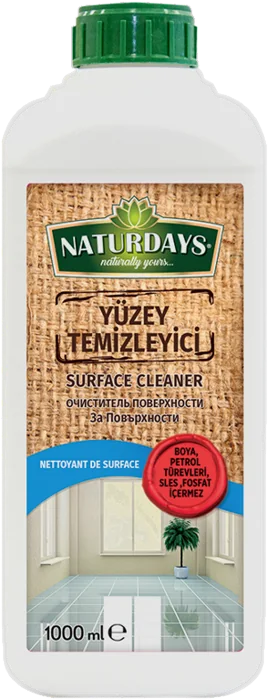 NATURDAYS®
naturally yours...
YÜZEY
TEMİZLEYİCİ
SURFACE CLEANER
ОЧИСТИТЕЛЬ ПОВЕРХНОСТИ
За Повърхности
NETTOYANT DE SURFACE
BOYA,
PETROL
TÜREVLERİ,
SLES ,FOSFAT
İÇERMEZ
1000 ml ℮